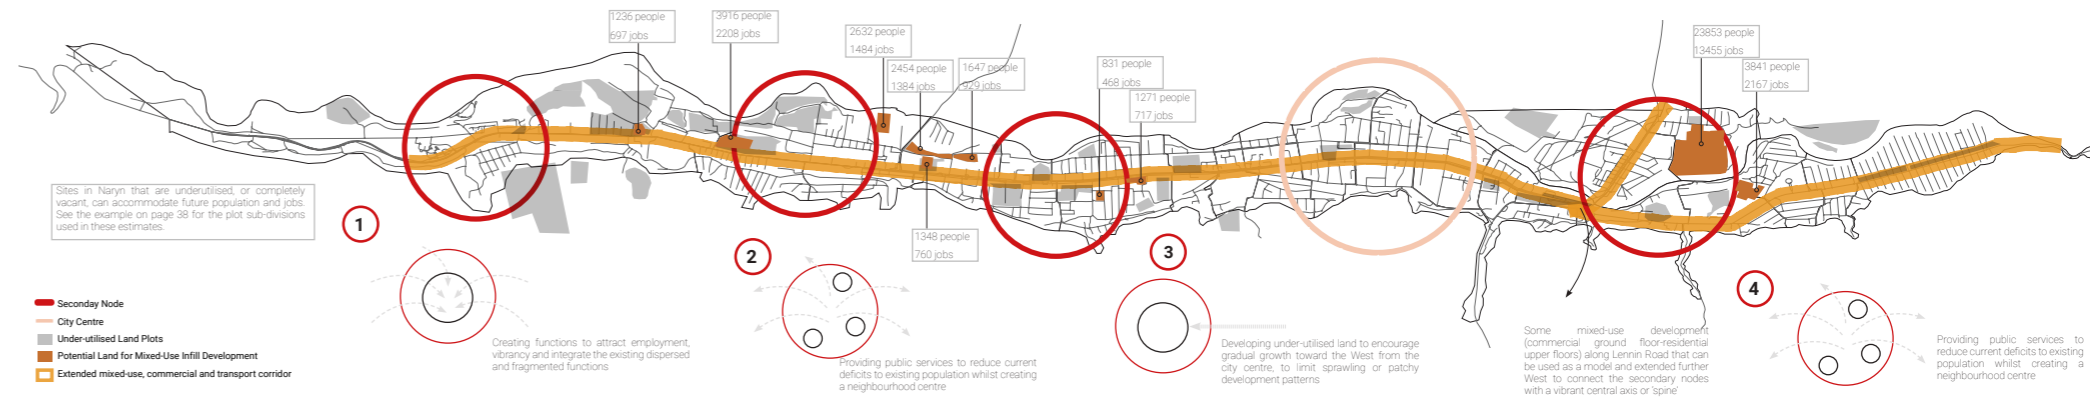 1236 people
697 jobs
3916 people
2208 jobs
2632 people
1484 jobs
2454 people
1384 jobs
1647 people
929 jobs
831 people
468 jobs
1271 people
717 jobs
23853 people
13455 jobs
3841 people
2167 jobs
1348 people
760 jobs
Sites in Naryn that are underutilised, or completely
vacant, can accommodate future population and jobs.
See the example on page 38 for the plot sub-divisions
used in these estimates.
1
2
3
4
Seconday Node
City Centre
Under-utilised Land Plots
Potential Land for Mixed-Use Infill Development
Extended mixed-use, commercial and transport corridor
Creating functions to attract employment,
vibrancy and integrate the existing dispersed
and fragmented functions
Providing public services to reduce current
deficits to existing population whilst creating
a neighbourhood centre
Developing under-utilised land to encourage
gradual growth toward the West from the
city centre, to limit sprawling or patchy
development patterns
Some mixed-use development
(commercial ground floor-residential
upper floors) along Lennin Road that can
be used as a model and extended further
West to connect the secondary nodes
with a vibrant central axis or 'spine'
Providing public services to
reduce current deficits to existing
population whilst creating a
neighbourhood centre